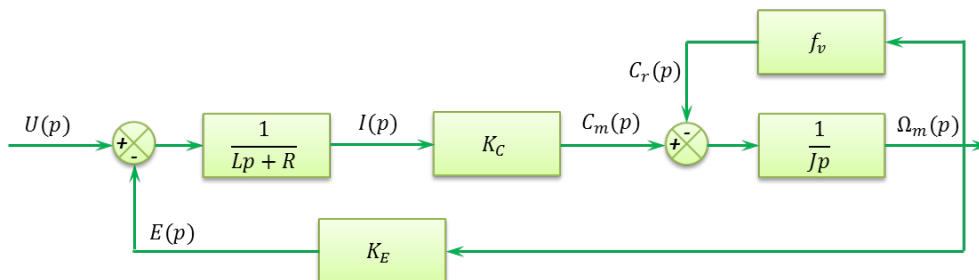 f_v
C_r(p)
U(p)
+
-
1
Lp + R
I(p)
K_C
C_m(p)
-
+
1
Jp
Ω_m(p)
E(p)
K_E